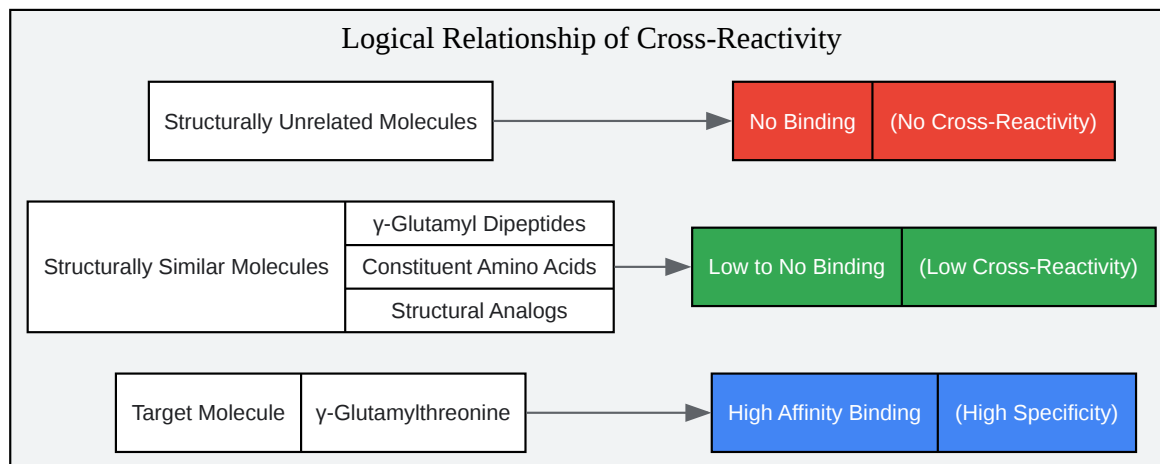 Logical Relationship of Cross-Reactivity
Structurally Unrelated Molecules
No Binding
(No Cross-Reactivity)
Structurally Similar Molecules
γ-Glutamyl Dipeptides
Constituent Amino Acids
Structural Analogs
Low to No Binding
(Low Cross-Reactivity)
Target Molecule
γ-Glutamylthreonine
High Affinity Binding
(High Specificity)